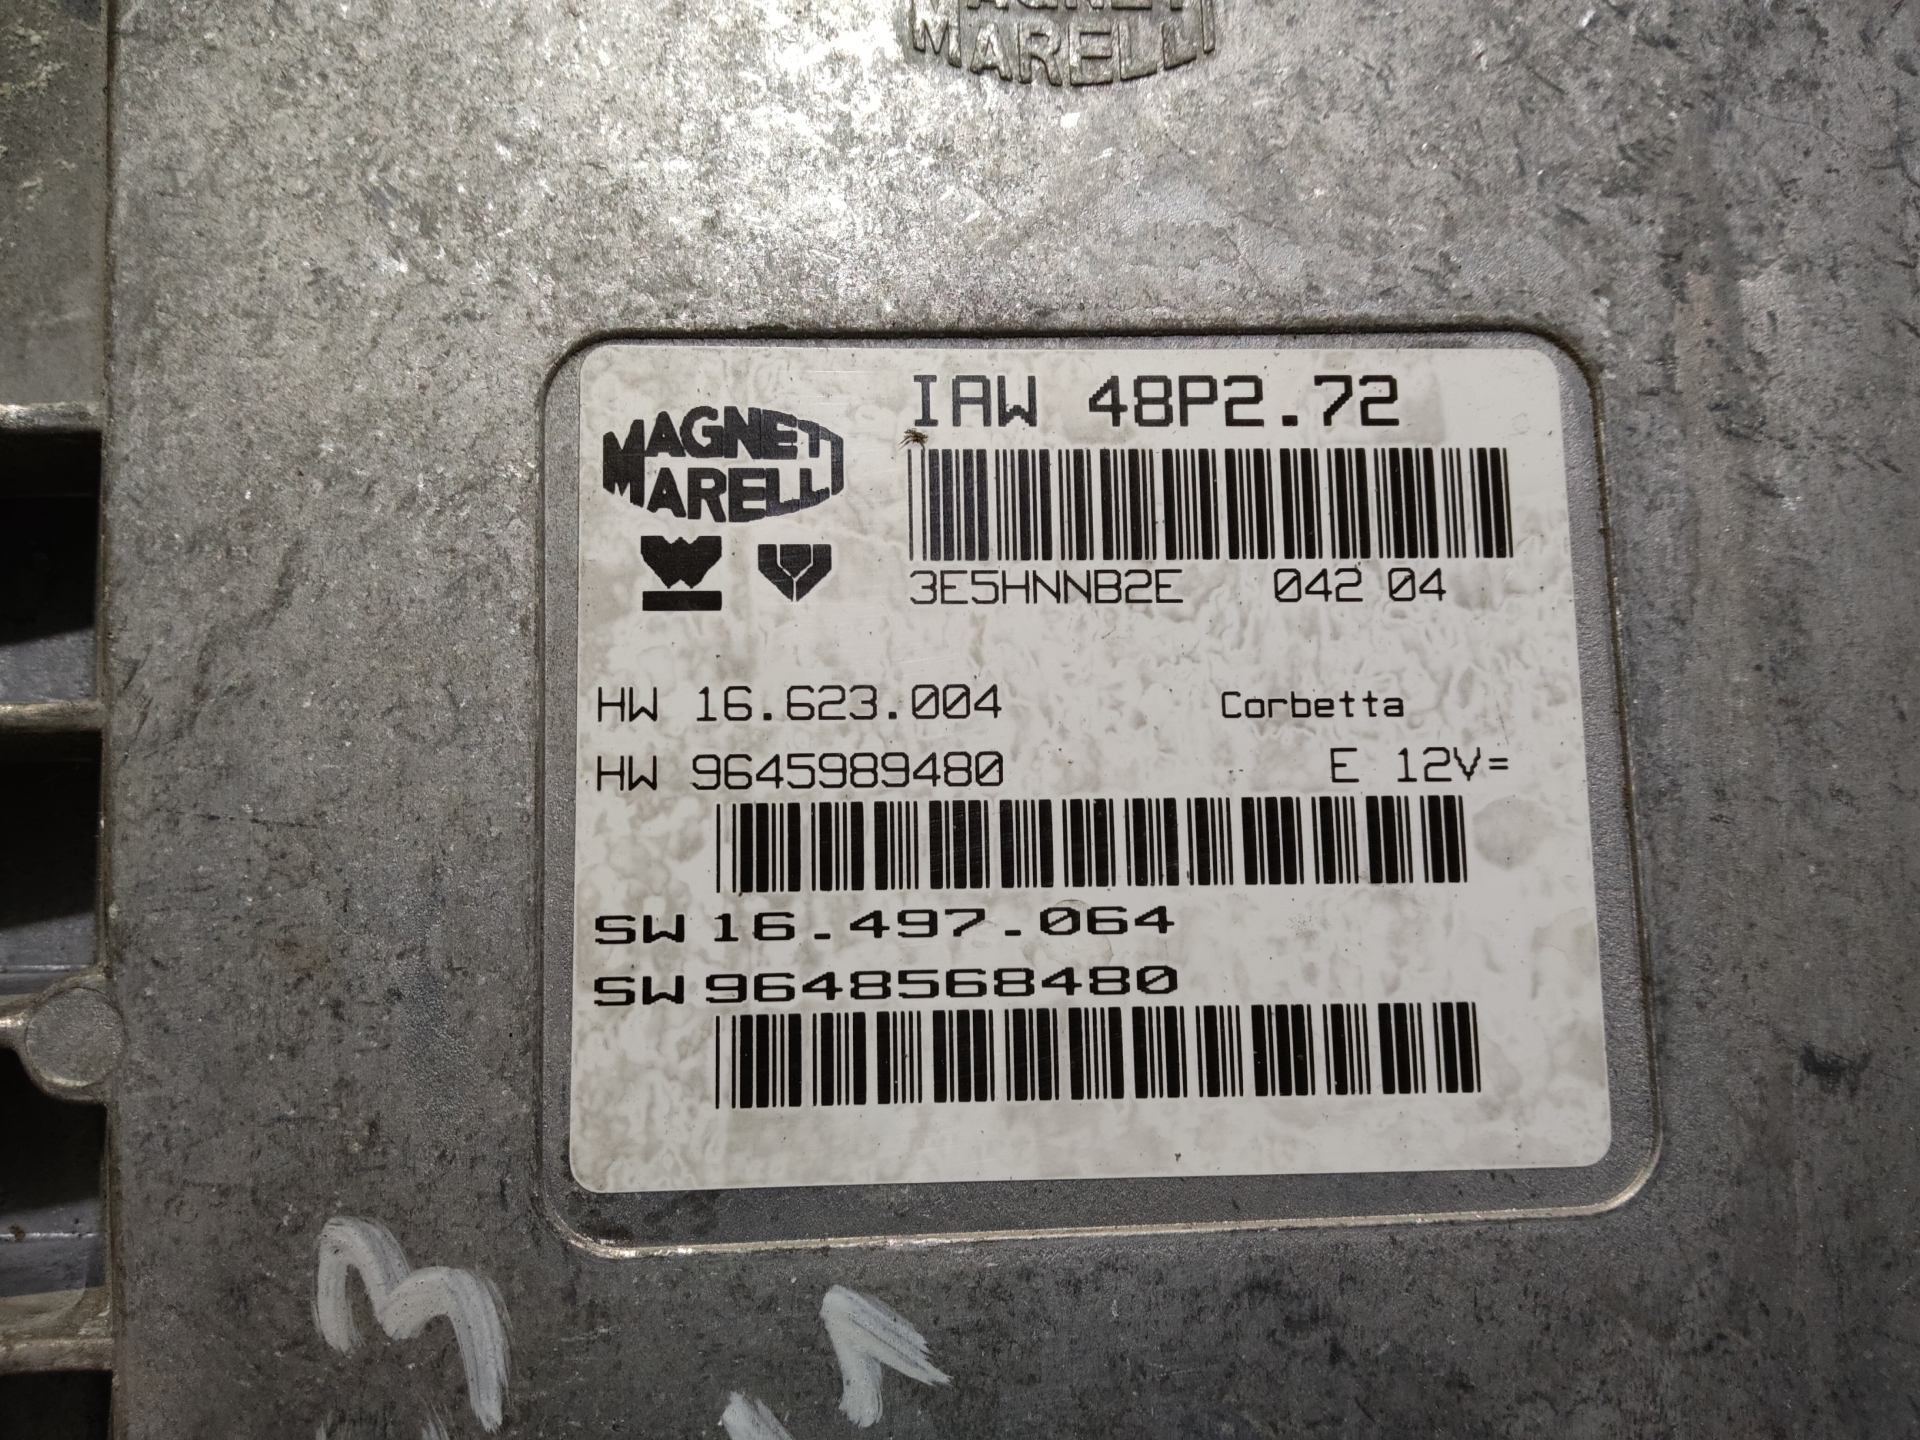 MAGNETI
MARELLI
IAW 48P2.72
MAGNETI
MARELLI
3E5HNNB2E 042 04
HW 16.623.004 Corbetta
HW 9645989480 E 12V=
SW 16.497.064
SW 9648568480